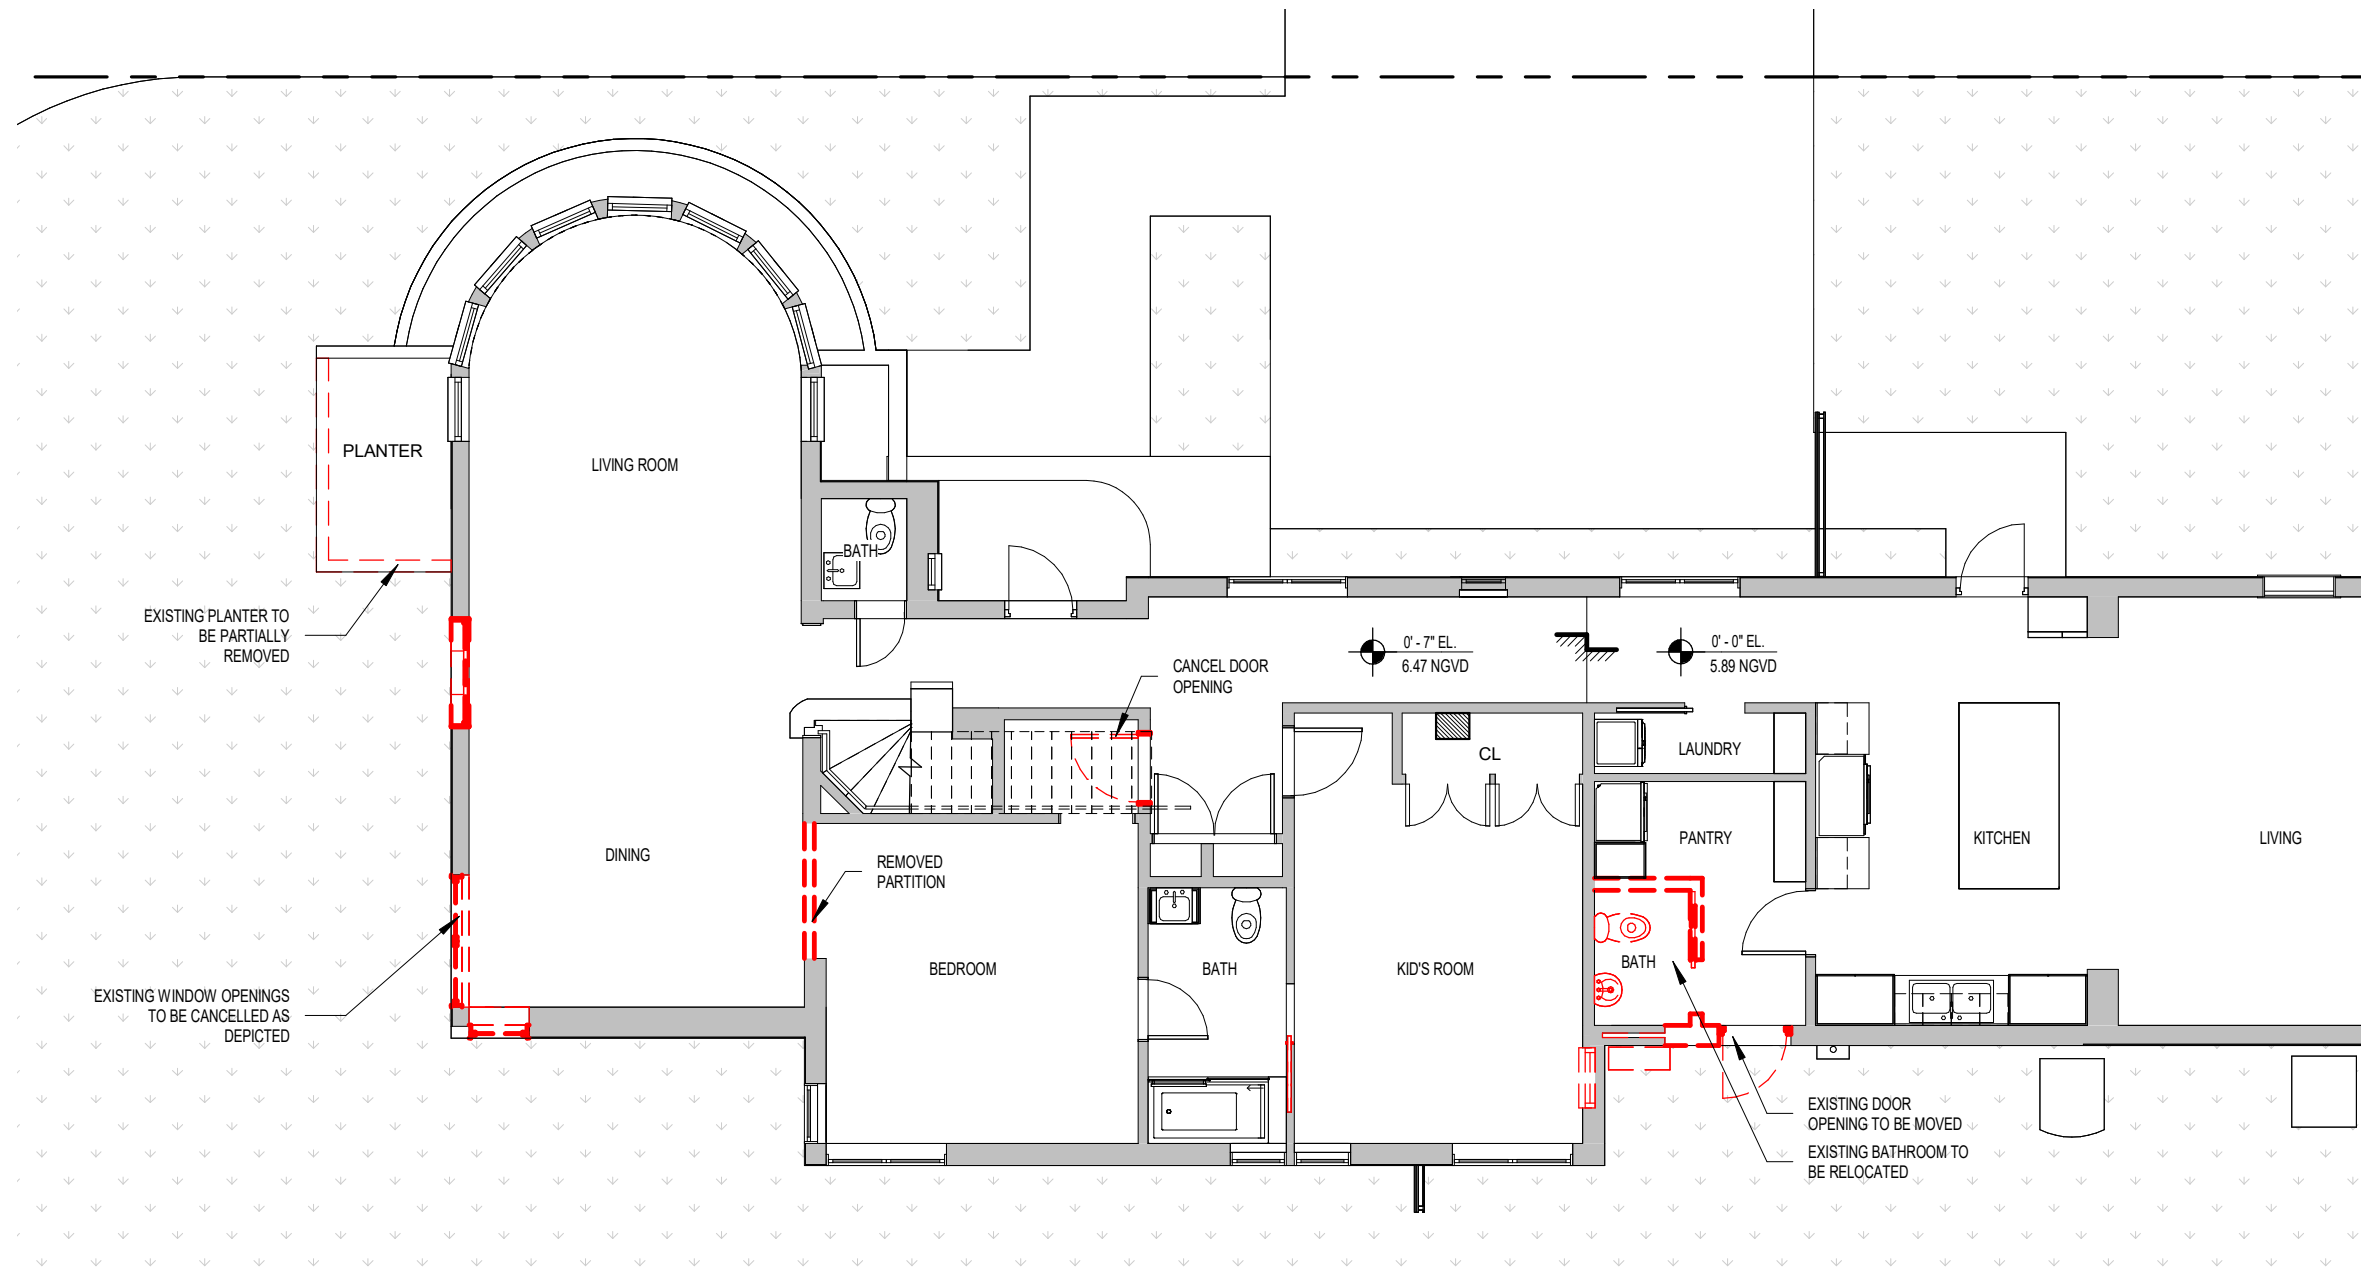 PLANTER
LIVING ROOM
BATH
EXISTING PLANTER TO
BE PARTIALLY
REMOVED
CANCEL DOOR
OPENING
0' - 7" EL.
6.47 NGVD
0' - 0" EL.
5.89 NGVD
CL
LAUNDRY
PANTRY
KITCHEN
LIVING
DINING
REMOVED
PARTITION
BEDROOM
BATH
KID'S ROOM
BATH
EXISTING WINDOW OPENINGS
TO BE CANCELLED AS
DEPICTED
EXISTING DOOR
OPENING TO BE MOVED
EXISTING BATHROOM TO
BE RELOCATED